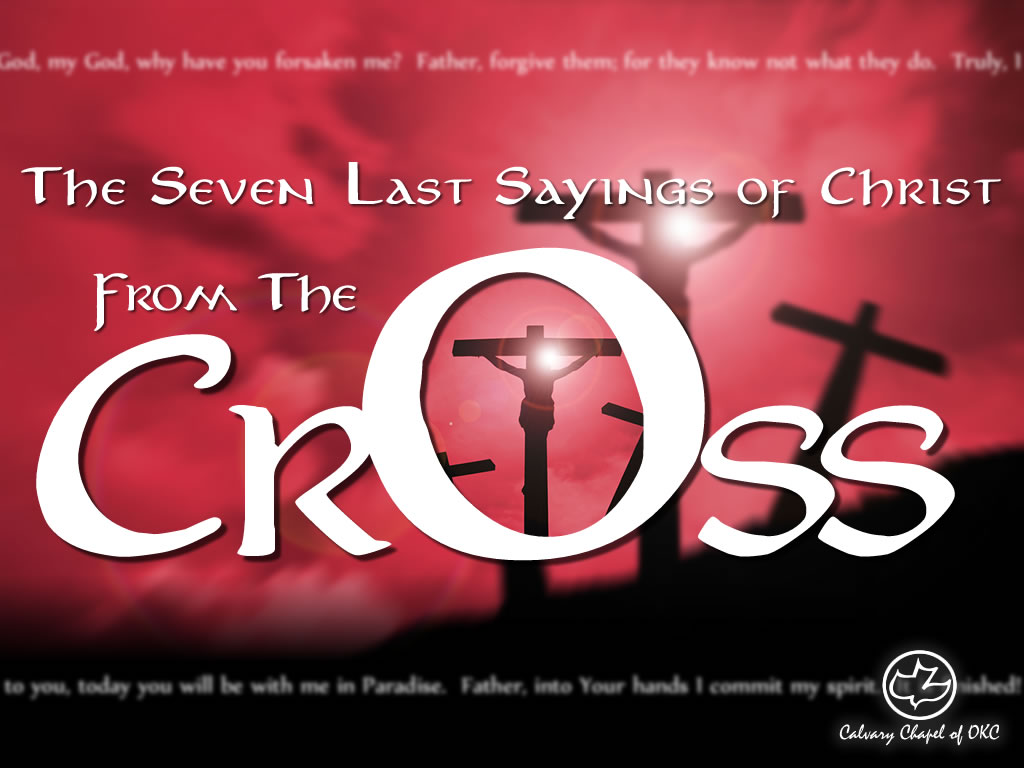 God, my God, why have you forsaken me? Father, forgive them; for they know not what they do. Truly, I
The Seven Last Sayings of Christ
From The
Cross
to you, today you will be with me in Paradise. Father, into Your hands I commit my spirit.
Calvary Chapel of OKC